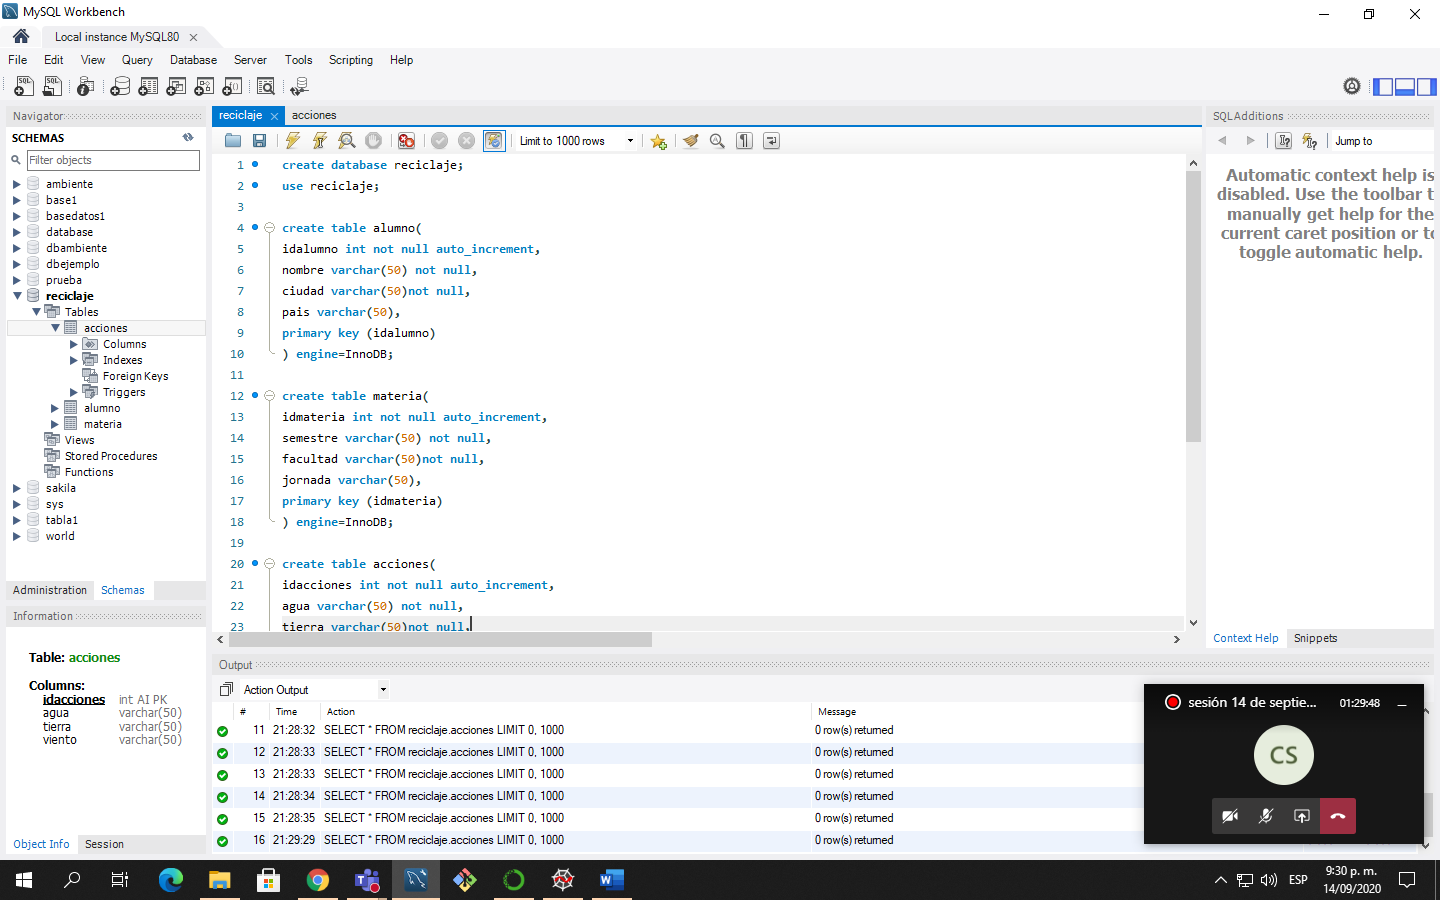 MySQL Workbench
Local instance MySQL80
File Edit View Query Database Server Tools Scripting Help
Navigator
SCHEMAS
Filter objects
ambiente
base1
basedatos1
database
dbambiente
dbejemplo
prueba
reciclaje
Tables
acciones
Columns
Indexes
Foreign Keys
Triggers
alumno
materia
Views
Stored Procedures
Functions
sakila
sys
tabla1
world
Administration Schemas
Information
Table: acciones
Columns:
idacciones int AI PK
agua varchar(50)
tierra varchar(50)
viento varchar(50)
Object Info Session
reciclaje acciones
Limit to 1000 rows
1 create database reciclaje;
2 use reciclaje;
3
4 create table alumno(
5 idalumno int not null auto_increment,
6 nombre varchar(50) not null,
7 ciudad varchar(50)not null,
8 pais varchar(50),
9 primary key (idalumno)
10 ) engine=InnoDB;
11
12 create table materia(
13 idmateria int not null auto_increment,
14 semestre varchar(50) not null,
15 facultad varchar(50)not null,
16 jornada varchar(50),
17 primary key (idmateria)
18 ) engine=InnoDB;
19
20 create table acciones(
21 idacciones int not null auto_increment,
22 agua varchar(50) not null,
23 tierra varchar(50)not null,
SQLAdditions
Jump to
Automatic context help is
disabled. Use the toolbar t
manually get help for the
current caret position or to
toggle automatic help.
Context Help Snippets
Output
Action Output
# Time Action Message
11 21:28:32 SELECT * FROM reciclaje.acciones LIMIT 0, 1000 0 row(s) returned
12 21:28:33 SELECT * FROM reciclaje.acciones LIMIT 0, 1000 0 row(s) returned
13 21:28:33 SELECT * FROM reciclaje.acciones LIMIT 0, 1000 0 row(s) returned
14 21:28:34 SELECT * FROM reciclaje.acciones LIMIT 0, 1000 0 row(s) returned
15 21:28:35 SELECT * FROM reciclaje.acciones LIMIT 0, 1000 0 row(s) returned
16 21:29:29 SELECT * FROM reciclaje.acciones LIMIT 0, 1000 0 row(s) returned
sesión 14 de septie... 01:29:48
CS
ESP
9:30 p. m.
14/09/2020